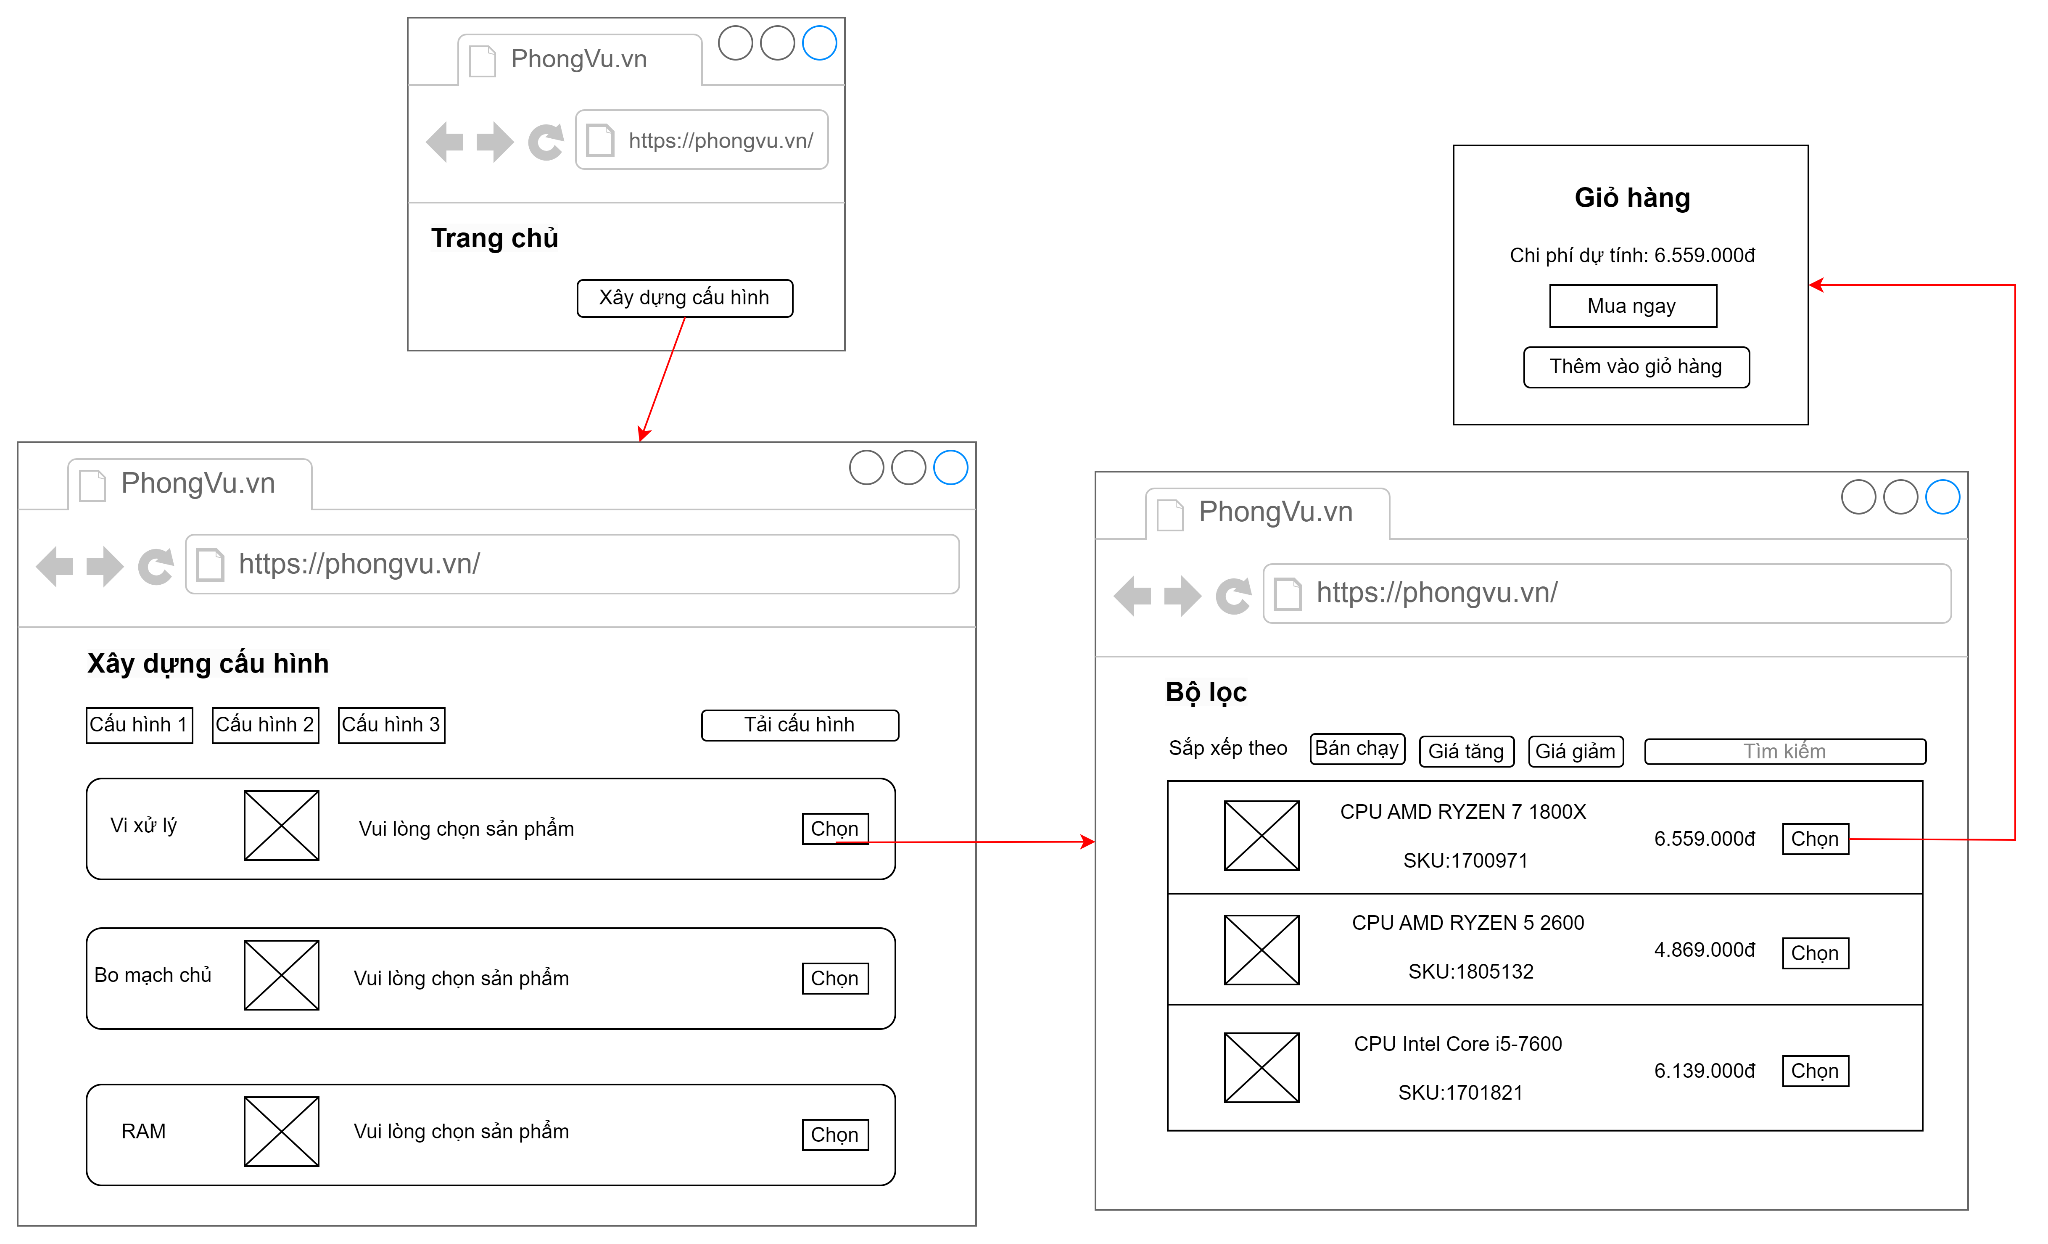 PhongVu.vn
https://phongvu.vn/
Trang chủ
Xây dựng cấu hình
Giỏ hàng
Chi phí dự tính: 6.559.000đ
Mua ngay
Thêm vào giỏ hàng
PhongVu.vn
https://phongvu.vn/
Xây dựng cấu hình
Cấu hình 1 Cấu hình 2 Cấu hình 3 Tải cấu hình
Vi xử lý Vui lòng chọn sản phẩm Chọn
Bo mạch chủ Vui lòng chọn sản phẩm Chọn
RAM Vui lòng chọn sản phẩm Chọn
PhongVu.vn
https://phongvu.vn/
Bộ lọc
Sắp xếp theo Bán chạy Giá tăng Giá giảm Tìm kiếm
CPU AMD RYZEN 7 1800X
6.559.000đ Chọn
SKU:1700971
CPU AMD RYZEN 5 2600
4.869.000đ Chọn
SKU:1805132
CPU Intel Core i5-7600
6.139.000đ Chọn
SKU:1701821